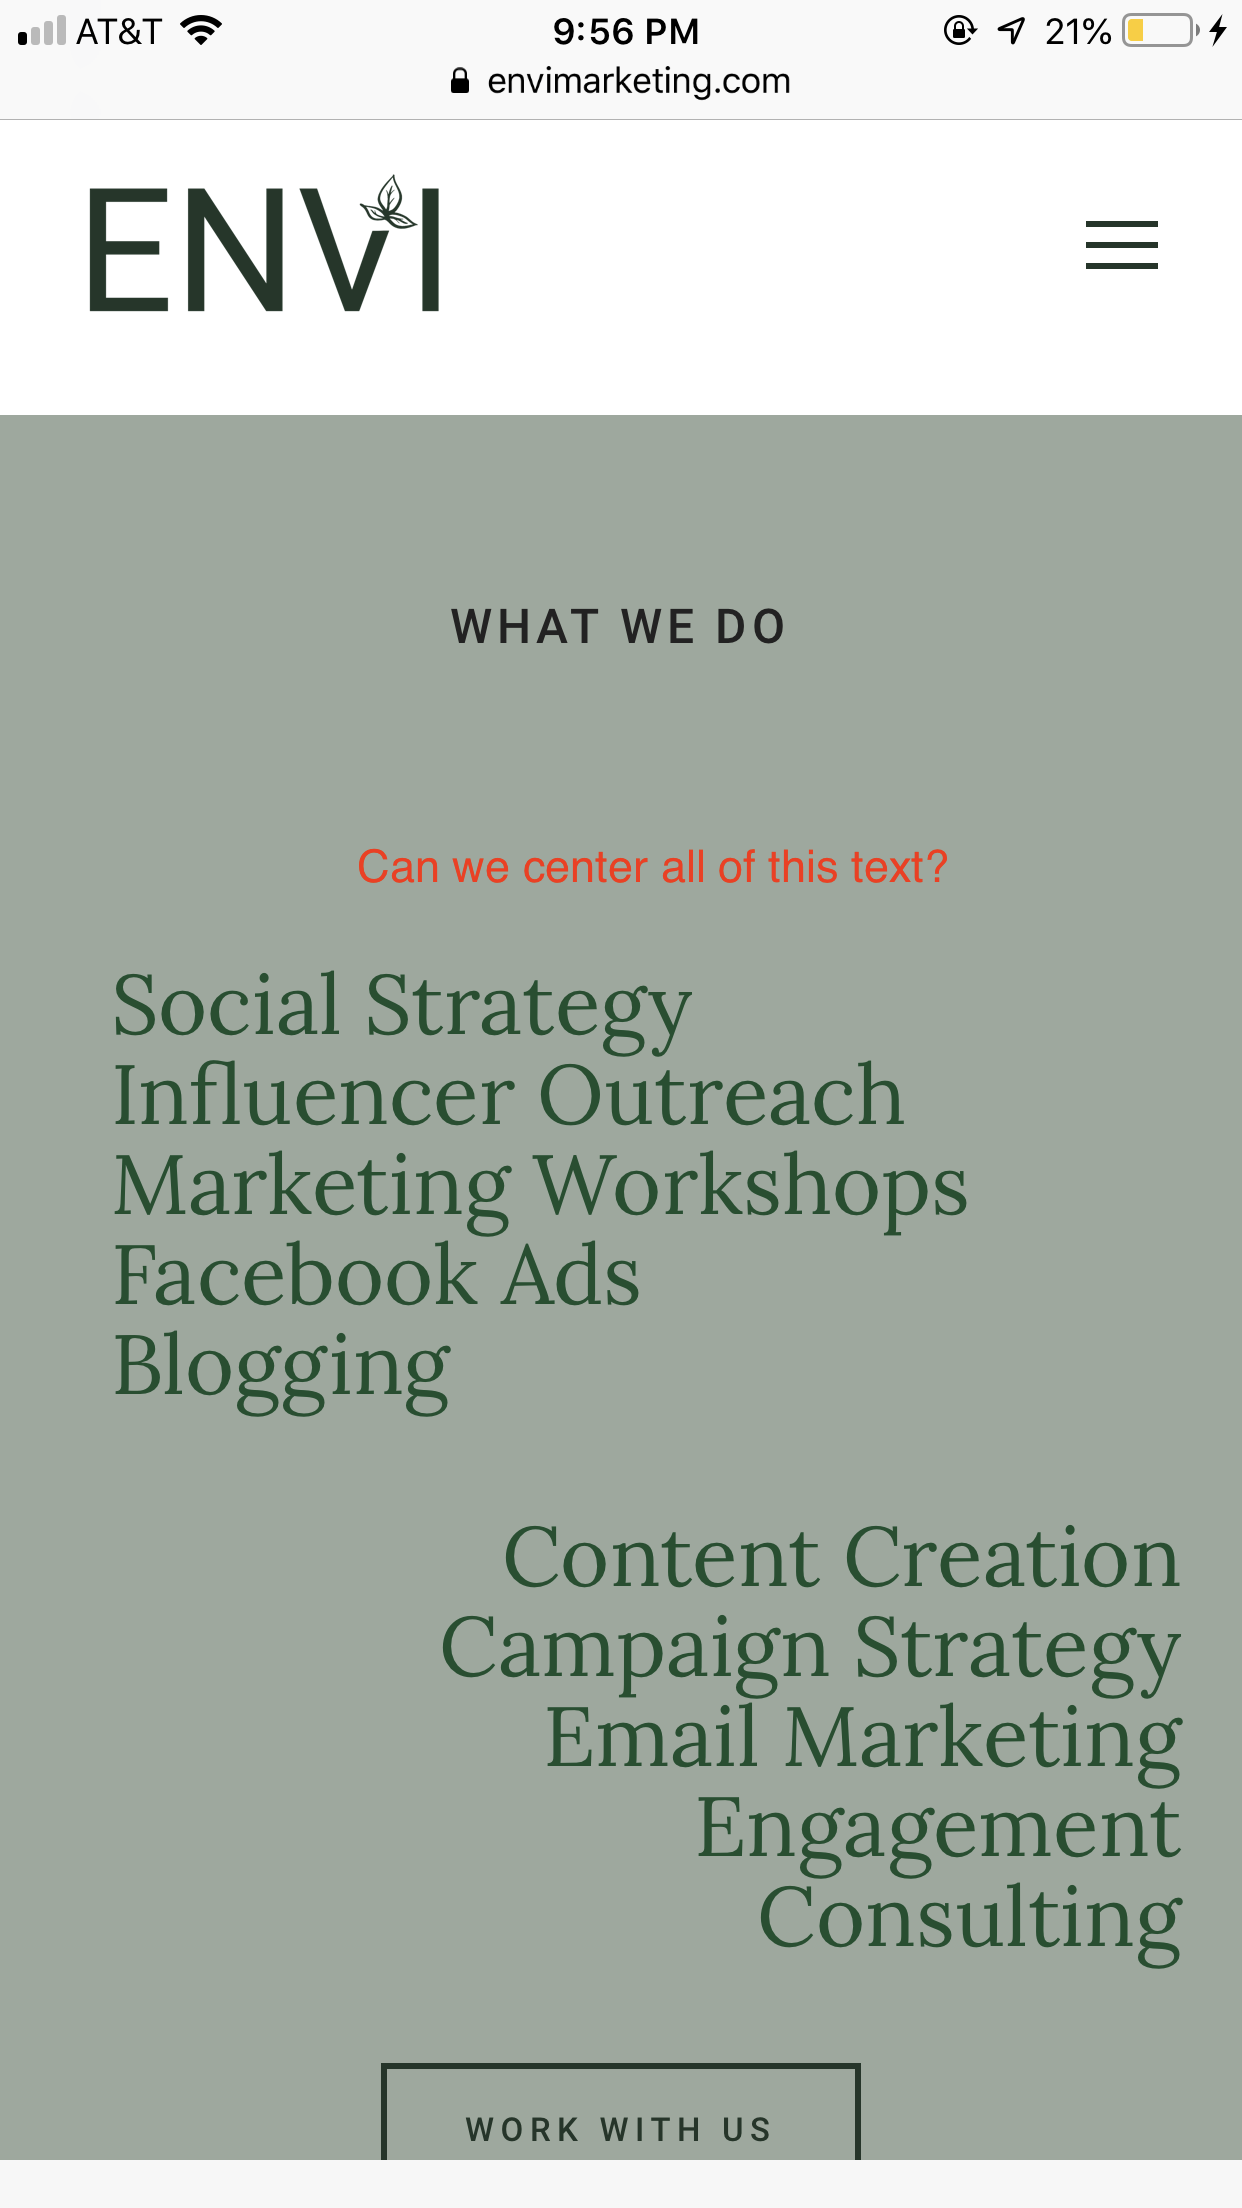 AT&T 9:56 PM 21%
envimarketing.com
ENVI
WHAT WE DO
Can we center all of this text?
Social Strategy
Influencer Outreach
Marketing Workshops
Facebook Ads
Blogging
Content Creation
Campaign Strategy
Email Marketing
Engagement
Consulting
WORK WITH US